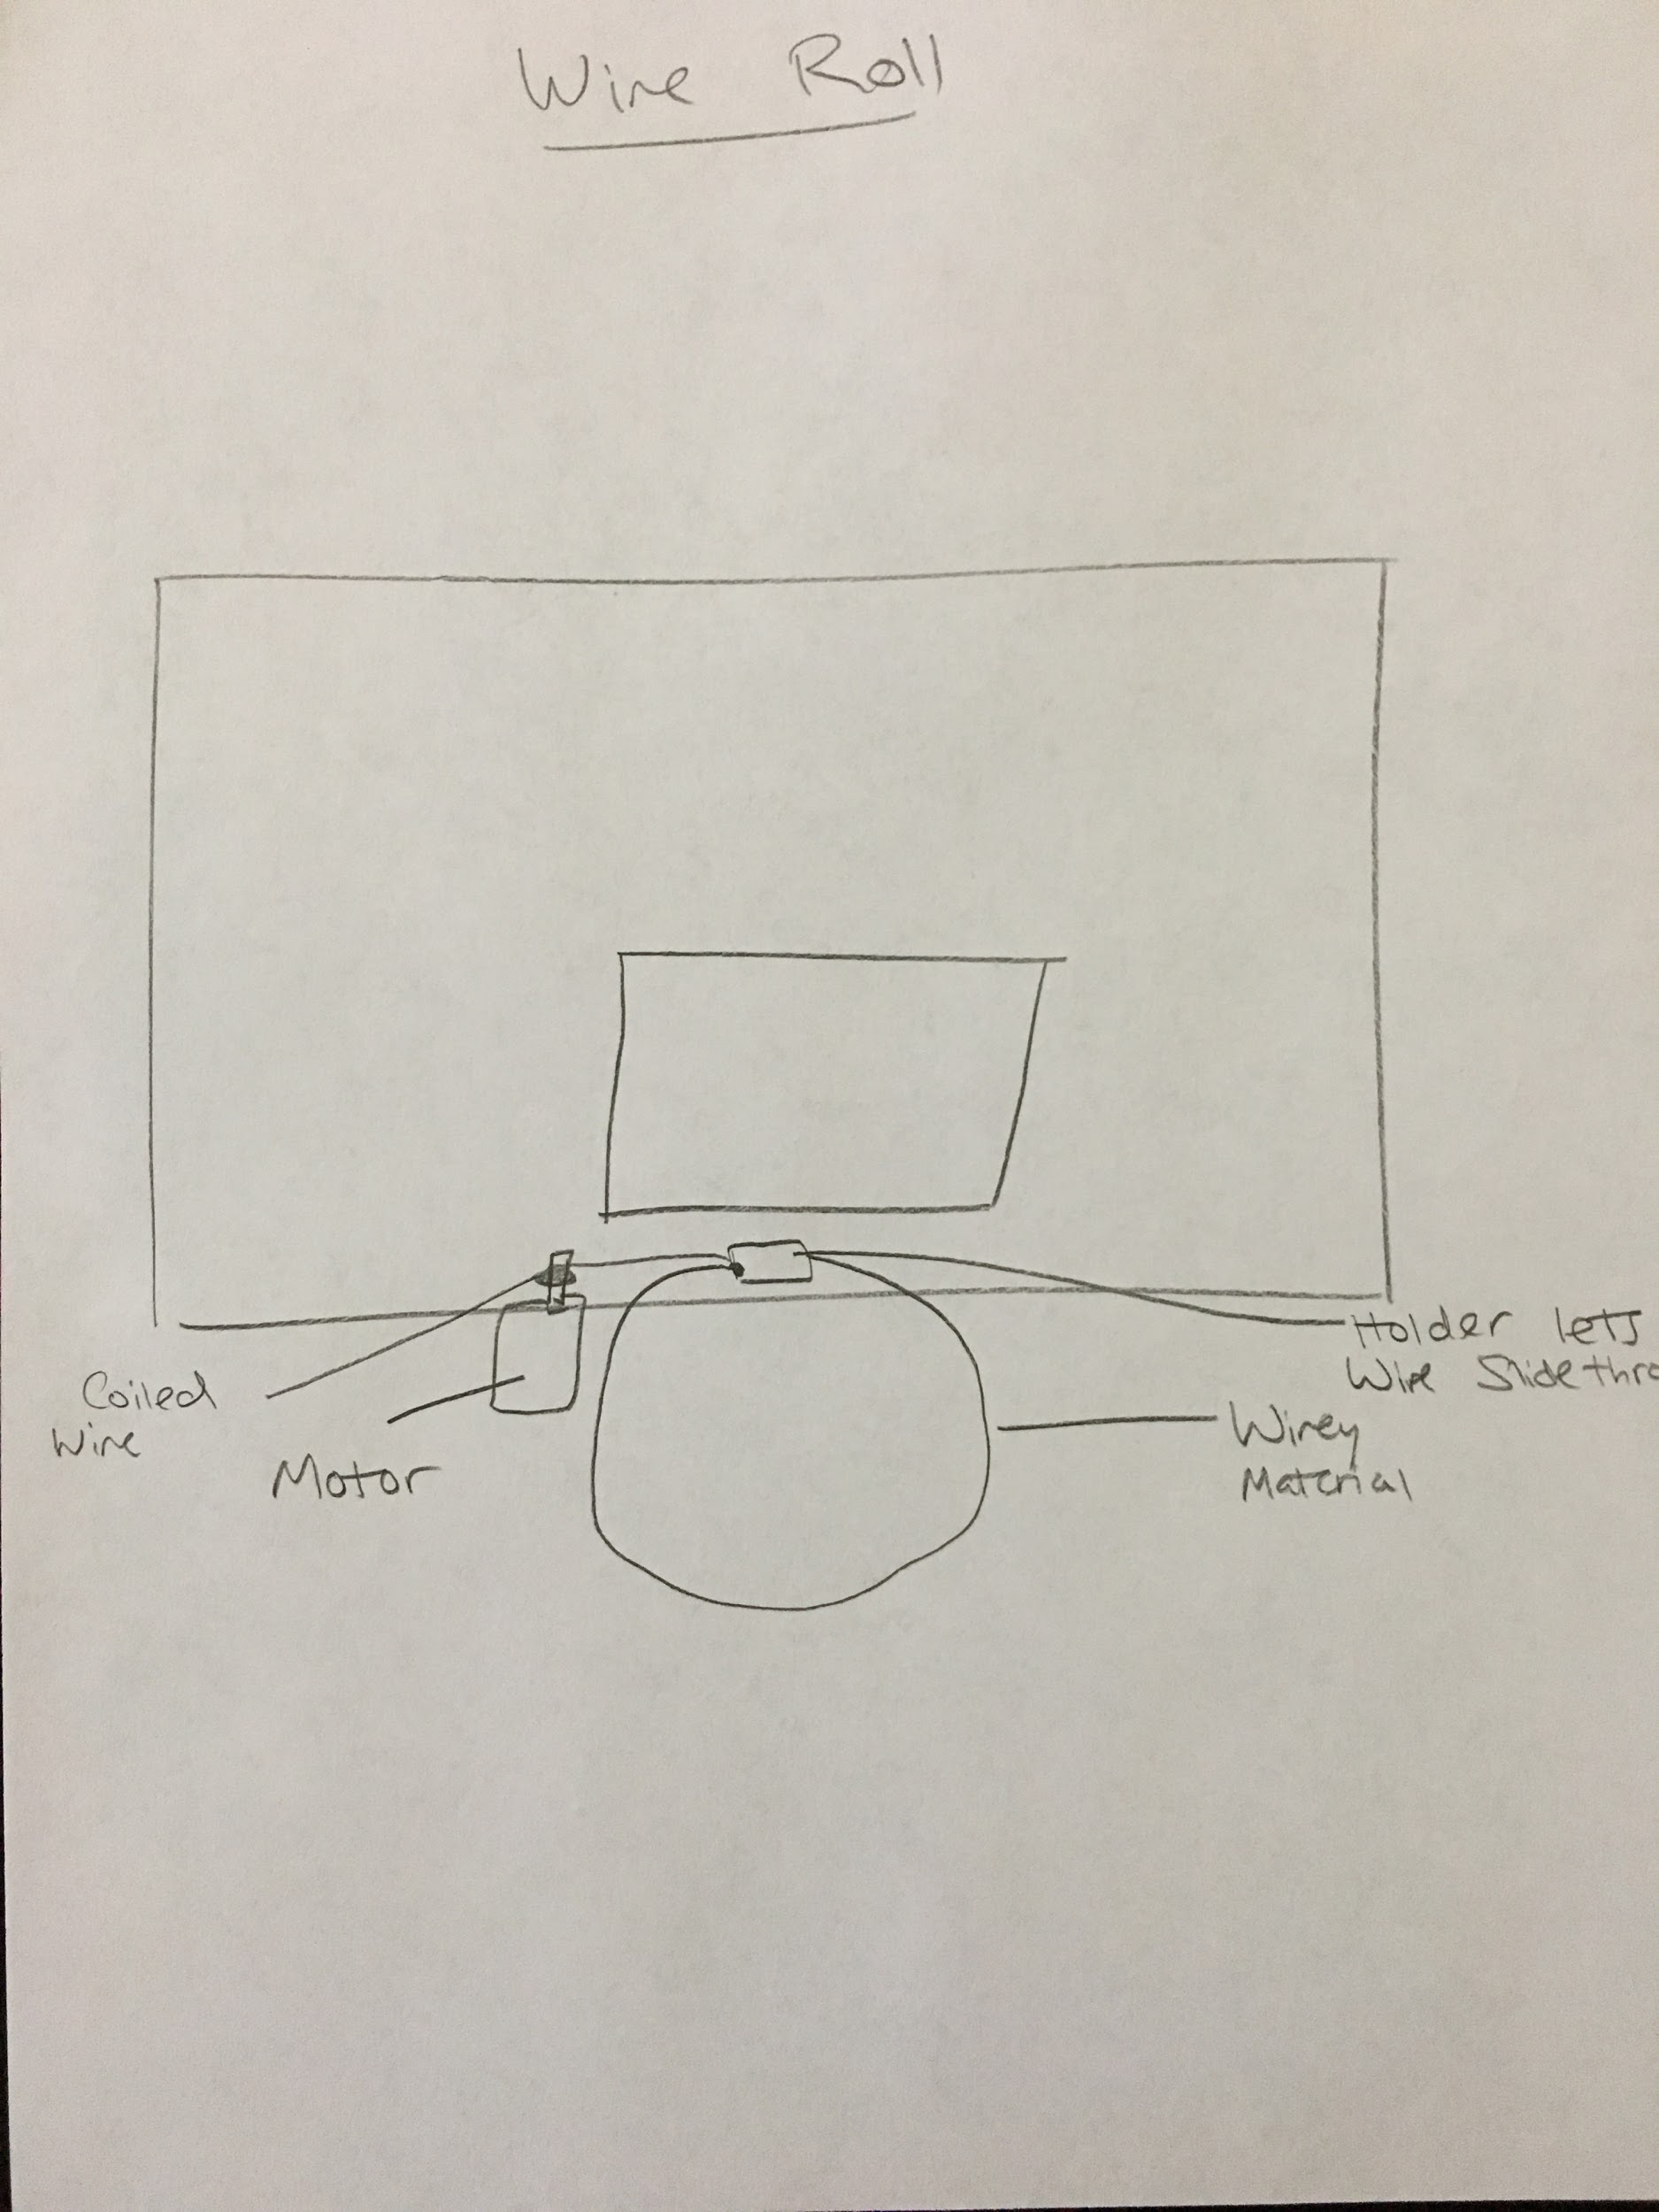 Wire Roll
Holder lets
Wire Slide thro
Coiled
Wire
Wirey
Material
Motor